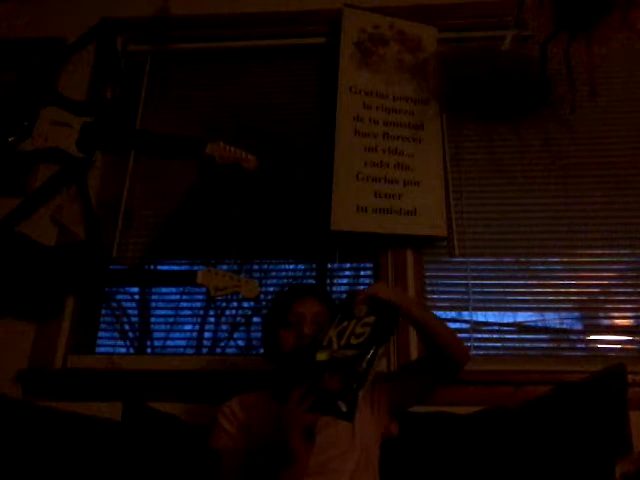 Gracias porque
la riqueza
de tu amistad
hace florecer
mi vida...
cada día.
Gracias por
tener
tu amistad
KIS